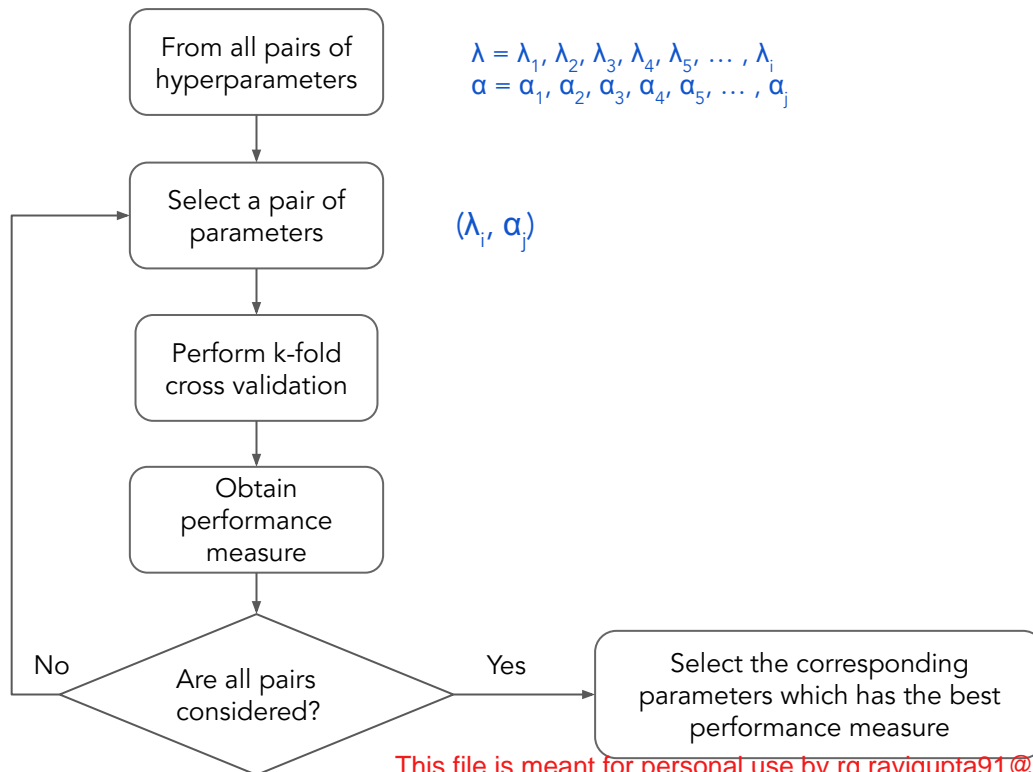 From all pairs of
hyperparameters
λ = λ₁, λ₂, λ₃, λ₄, λ₅, … , λᵢ
α = α₁, α₂, α₃, α₄, α₅, … , αⱼ
Select a pair of
parameters
(λᵢ, αⱼ)
Perform k-fold
cross validation
Obtain
performance
measure
No
Are all pairs
considered?
Yes
Select the corresponding
parameters which has the best
performance measure
This file is meant for personal use by rg.ravigupta91@